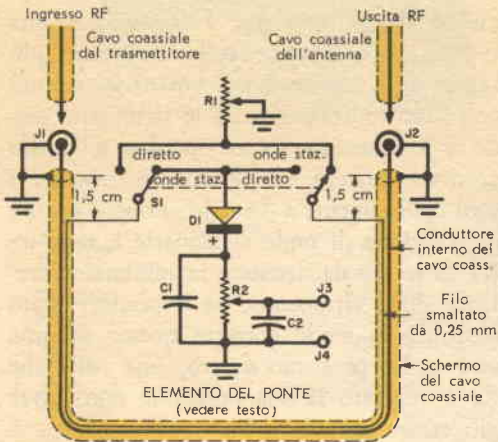 Ingresso RF
Uscita RF
Cavo coassiale
dal trasmettitore
Cavo coassiale
dell'antenna
R1
J1
J2
diretto
onde staz.
onde staz.
diretto
1,5 cm
S1
1,5 cm
D1
+
Conduttore
interno del
cavo coass.
C1
R2
J3
C2
Filo
smaltato
da 0,25 mm
J4
ELEMENTO DEL PONTE
(vedere testo)
Schermo
del cavo
coassiale